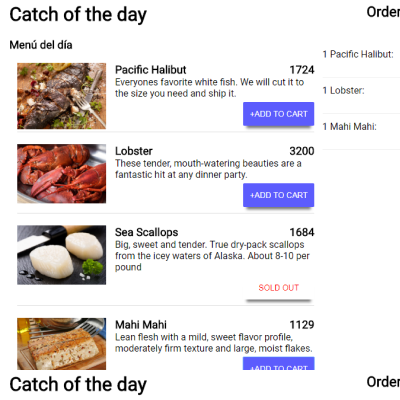 Catch of the day
Order
Menú del día
Pacific Halibut 1724
Everyones favorite white fish. We will cut it to
the size you need and ship it.
+ADD TO CART
Lobster 3200
These tender, mouth-watering beauties are a
fantastic hit at any dinner party.
+ADD TO CART
Sea Scallops 1684
Big, sweet and tender. True dry-pack scallops
from the icey waters of Alaska. About 8-10 per
pound
SOLD OUT
Mahi Mahi 1129
Lean flesh with a mild, sweet flavor profile,
moderately firm texture and large, moist flakes.
+ADD TO CART
1 Pacific Halibut:
1 Lobster:
1 Mahi Mahi:
Catch of the day
Order